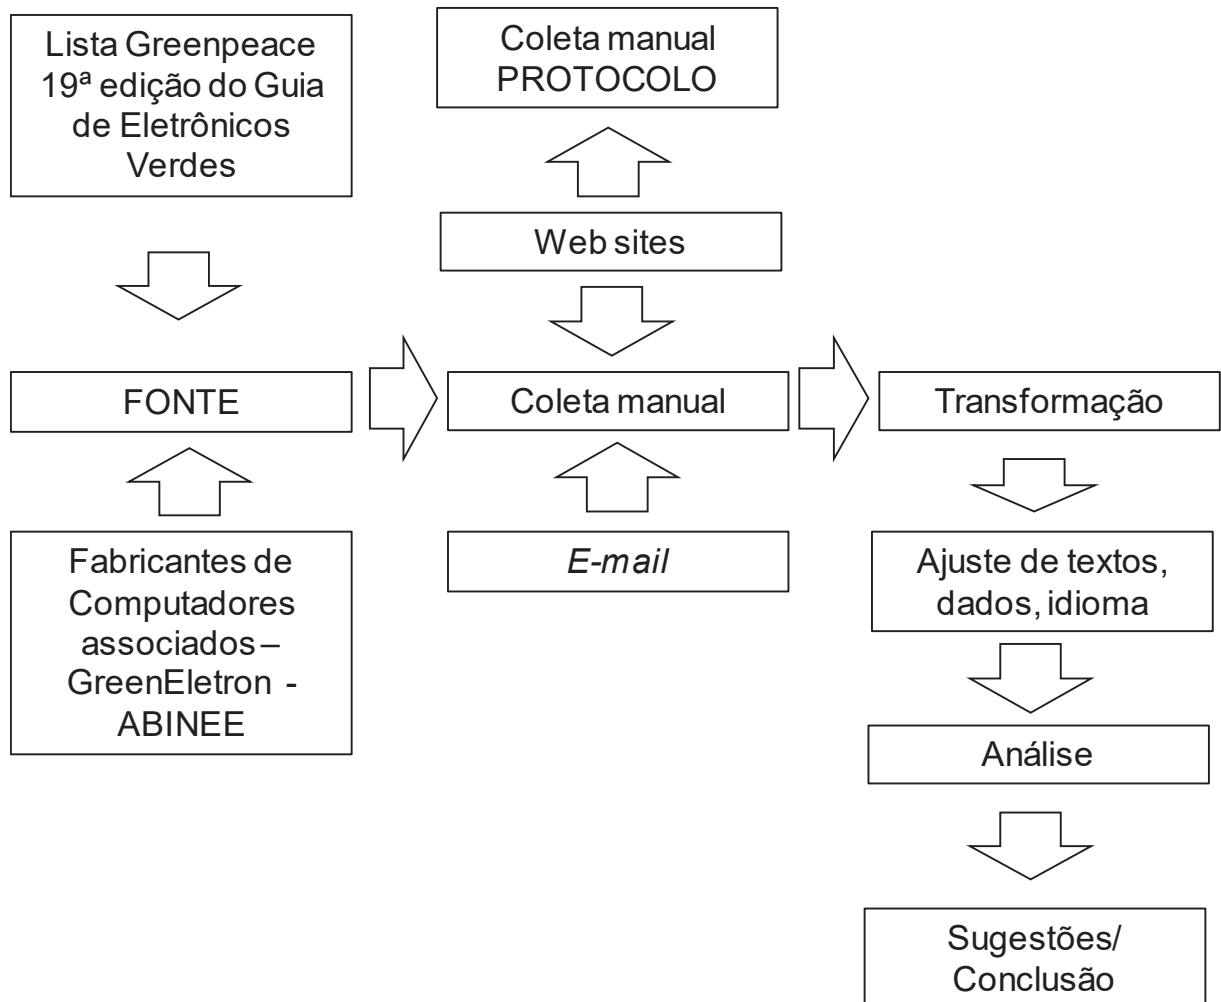 Lista Greenpeace
19ª edição do Guia
de Eletrônicos
Verdes
Coleta manual
PROTOCOLO
Web sites
FONTE
Coleta manual
Transformação
Fabricantes de
Computadores
associados –
GreenEletron -
ABINEE
E-mail
Ajuste de textos,
dados, idioma
Análise
Sugestões/
Conclusão